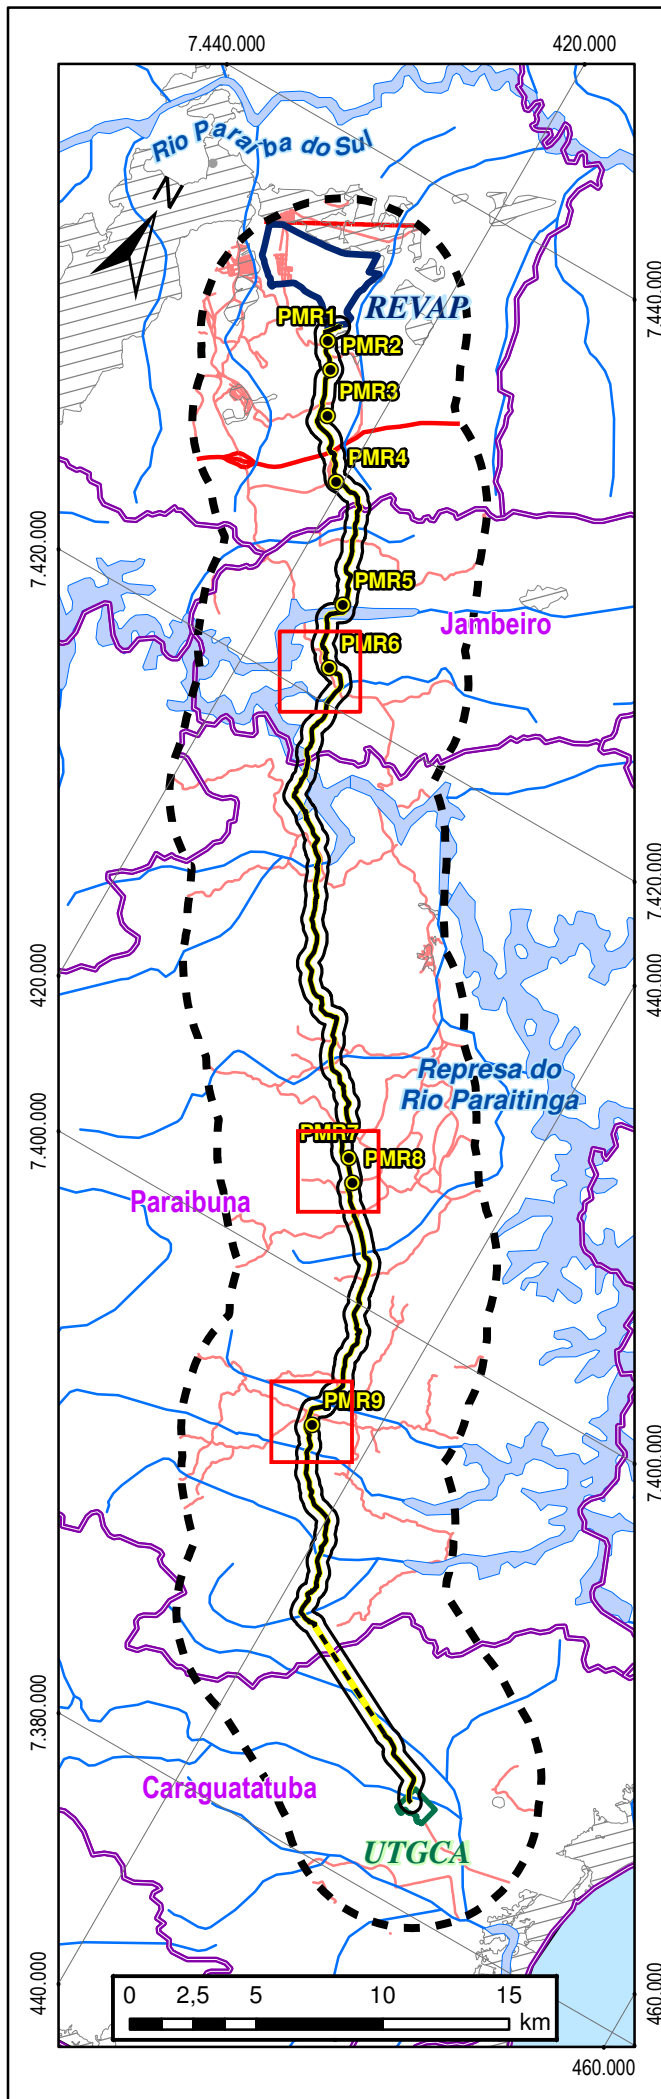 7.440.000
420.000
Rio Paraíba do Sul
N
REVAP
7.440.000
PMR1
PMR2
PMR3
PMR4
7.420.000
PMR5
Jambeiro
PMR6
7.420.000
420.000
440.000
Represa do
Rio Paraitinga
7.400.000
PMR7
PMR8
Paraibuna
PMR9
7.400.000
7.380.000
Caraguatatuba
UTGCA
440.000
460.000
0 2,5 5 10 15
km
460.000